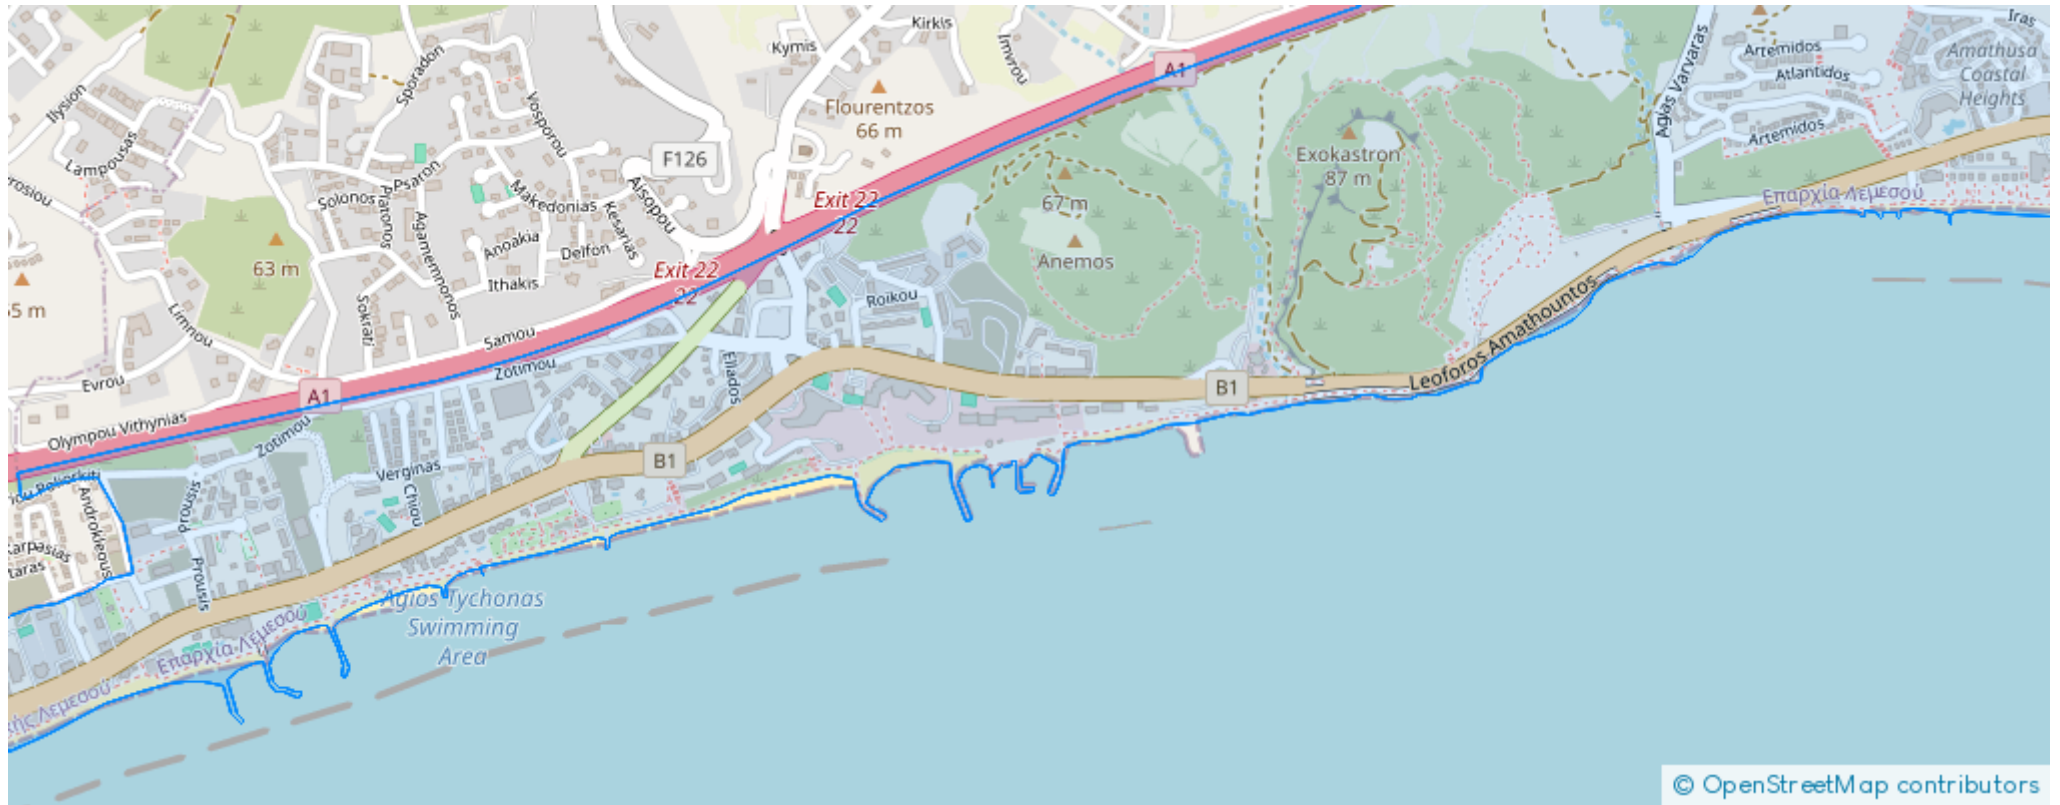 Kirkis
Kymis
Imvrou
A1
Iras
Artemidos
Amathusa
Coastal
Heights
Atlantidos
Artemidos
Agias Varvaras
Ilysion
Sporadon
Vosporou
Flourentzos
66 m
Lampousas
F126
Exokastron
87 m
Psaron
Solonos
Platonos
Makedonias
Aisopou
Kesarias
Agamemnonos
Anoakia
Delfon
Ithakis
Exit 22
22
67 m
Anemos
Επαρχία Λεμεσού
63 m
Exit 22
22
Roikou
Sokrati
Limnou
Samou
Zotimou
Ellados
Evrou
A1
B1
Leoforos Amathountos
Olympou Vithynias
Zotimou
B1
Verginas
Chiou
Prousis
Androkleous
Karpasias
Prousis
Agios Tychonas
Swimming
Area
Επαρχία Λεμεσού
Λεμεσού
© OpenStreetMap contributors